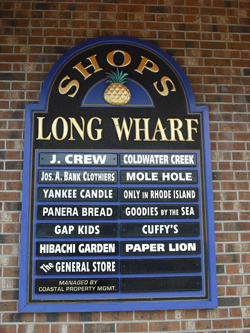 SHOPS
LONG WHARF
J. CREW
COLDWATER CREEK
JOS. A. BANK CLOTHIERS
MOLE HOLE
YANKEE CANDLE
ONLY IN RHODE ISLAND
PANERA BREAD
GOODIES BY THE SEA
GAP KIDS
CUFFY'S
HIBACHI GARDEN
PAPER LION
The GENERAL STORE
MANAGED BY
COASTAL PROPERTY MGMT.